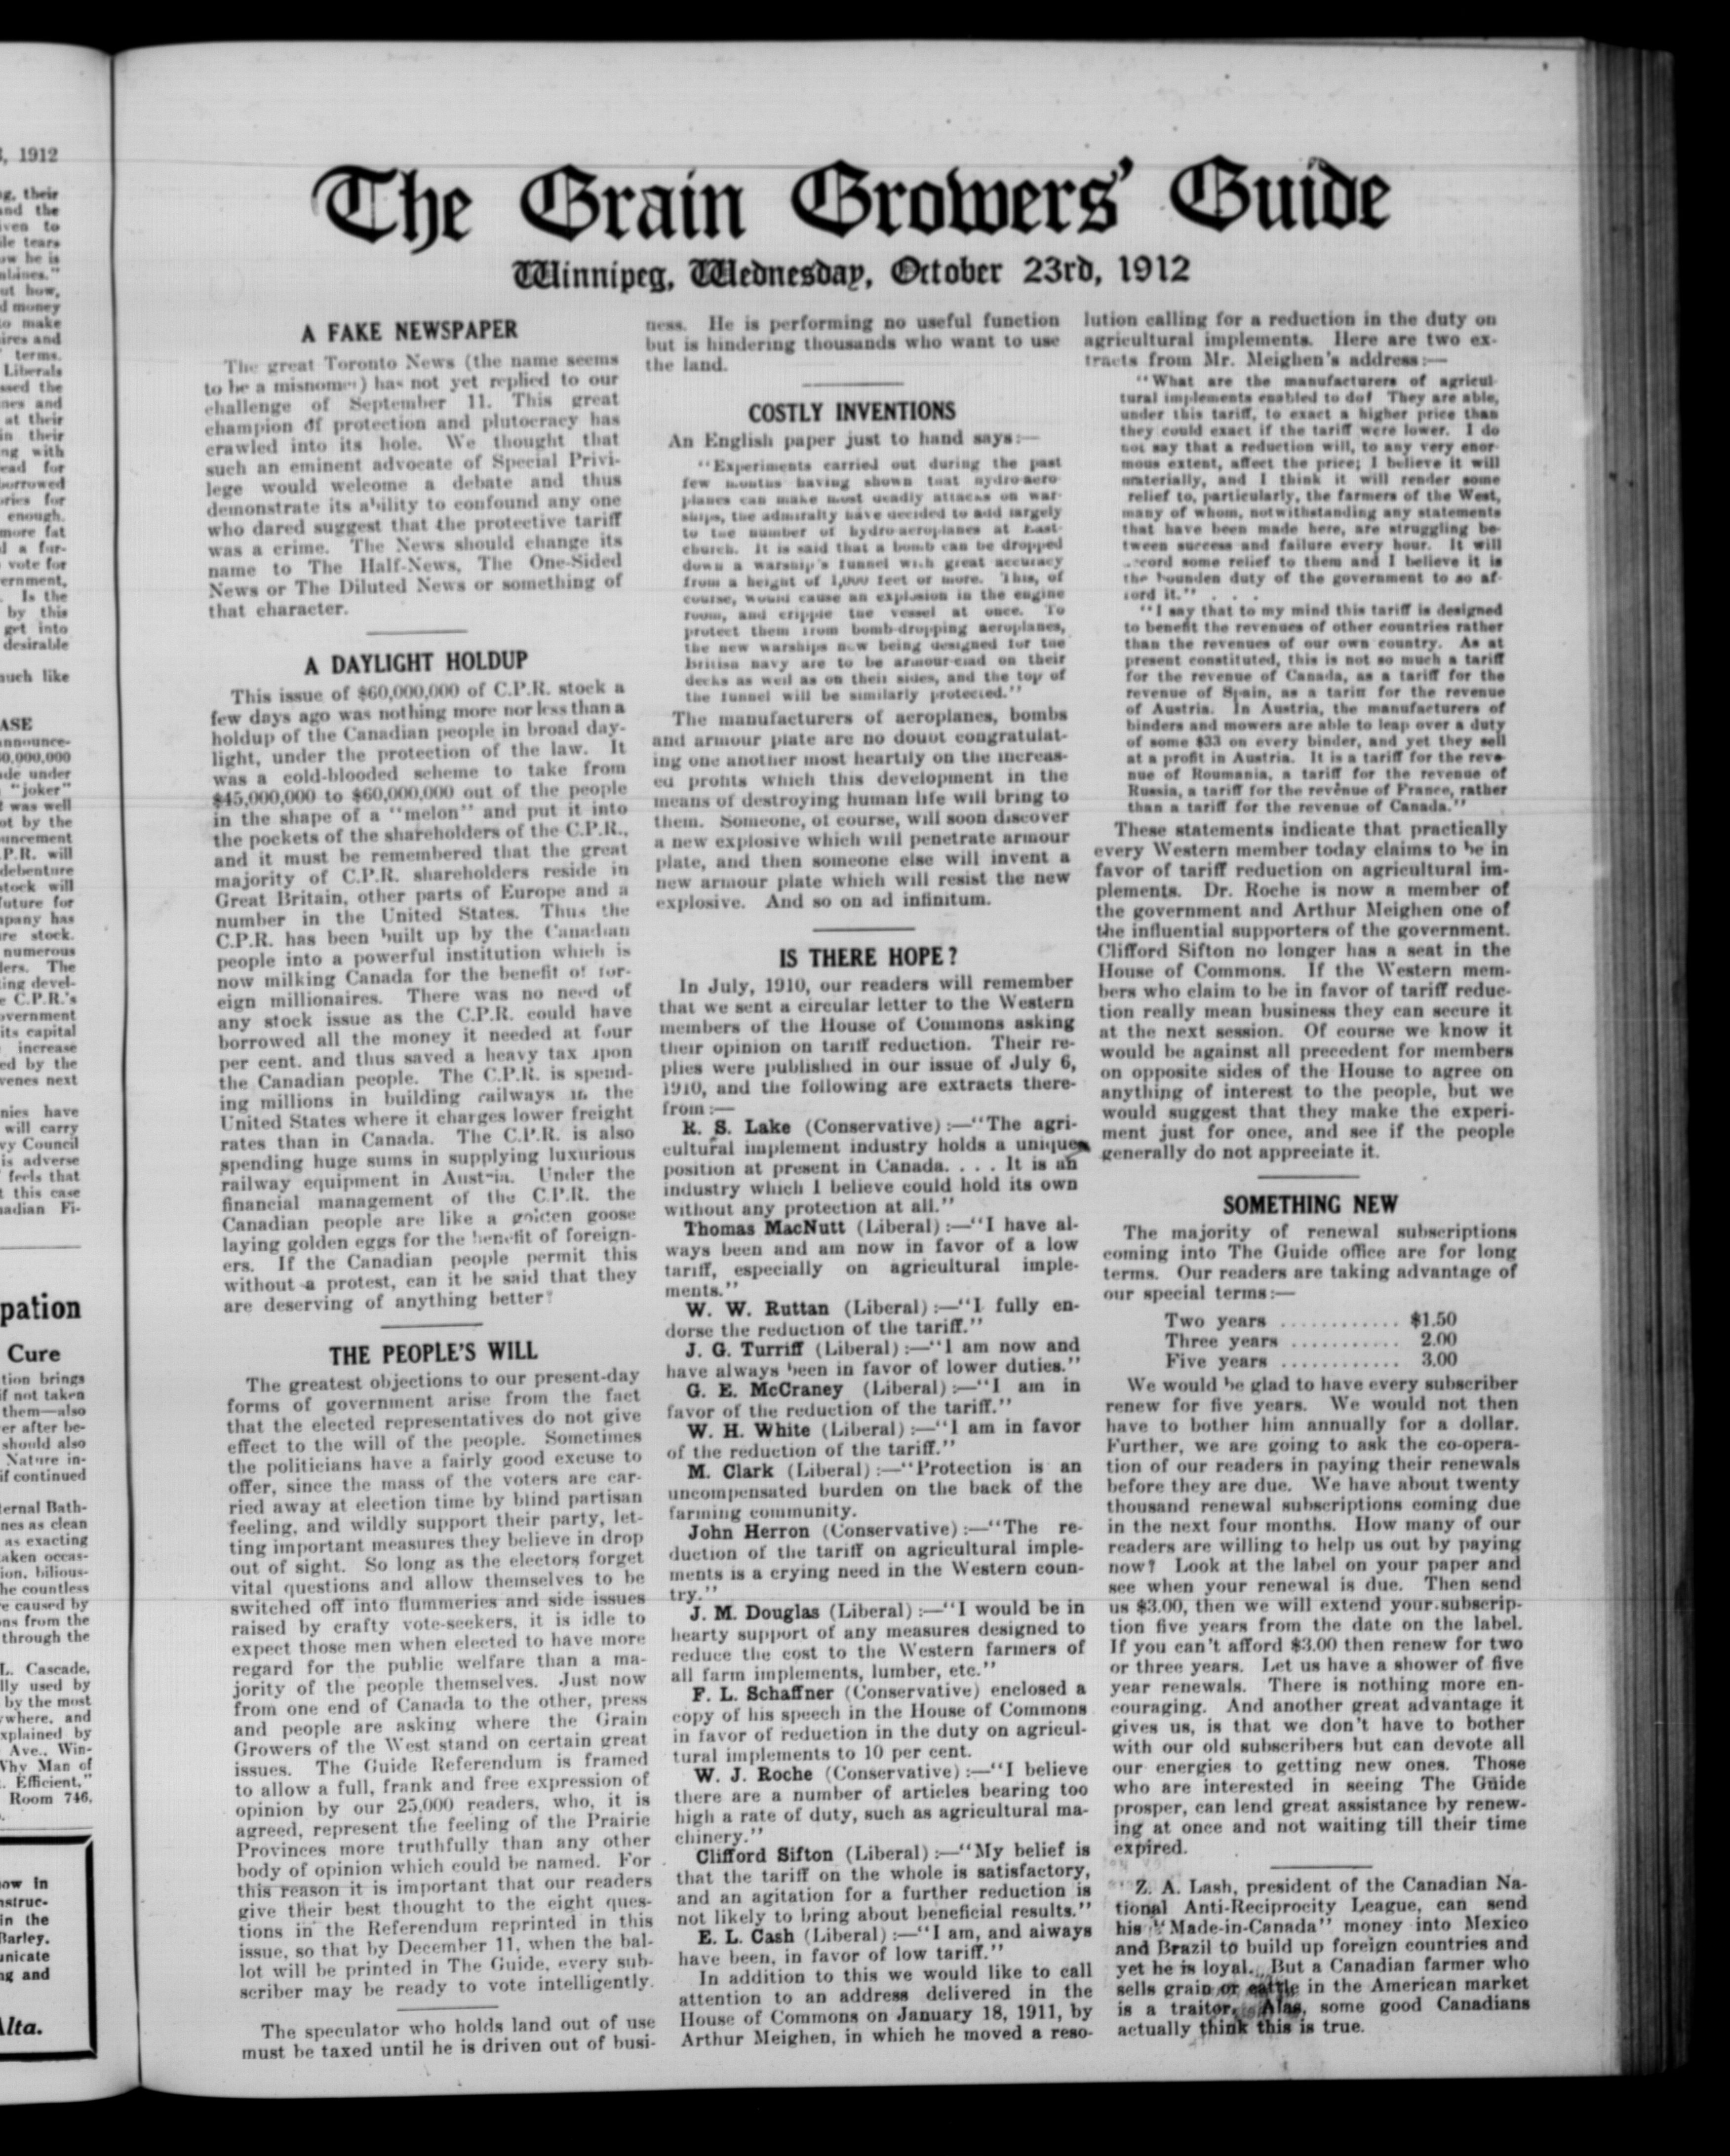 The Grain Growers' Guide
Winnipeg, Wednesday, October 23rd, 1912
A FAKE NEWSPAPER
The great Toronto News (the name seems
to be a misnomer) has not yet replied to our
challenge of September 11. This great
champion of protection and plutocracy has
crawled into its hole. We thought that
such an eminent advocate of Special Privi-
lege would welcome a debate and thus
demonstrate its ability to confound any one
who dared suggest that the protective tariff
was a crime. The News should change its
name to The Half-News, The One-Sided
News or The Diluted News or something of
that character.
A DAYLIGHT HOLDUP
This issue of $60,000,000 of C.P.R. stock a
few days ago was nothing more nor less than a
holdup of the Canadian people in broad day-
light, under the protection of the law. It
was a cold-blooded scheme to take from
$45,000,000 to $60,000,000 out of the people
in the shape of a "melon" and put it into
the pockets of the shareholders of the C.P.R.,
and it must be remembered that the great
majority of C.P.R. shareholders reside in
Great Britain, other parts of Europe and a
number in the United States. Thus the
C.P.R. has been built up by the Canadian
people into a powerful institution which is
now milking Canada for the benefit of for-
eign millionaires. There was no need of
any stock issue as the C.P.R. could have
borrowed all the money it needed at four
per cent. and thus saved a heavy tax upon
the Canadian people. The C.P.R. is spend-
ing millions in building railways in the
United States where it charges lower freight
rates than in Canada. The C.P.R. is also
spending huge sums in supplying luxurious
railway equipment in Austria. Under the
financial management of the C.P.R. the
Canadian people are like a golden goose
laying golden eggs for the benefit of foreign-
ers. If the Canadian people permit this
without a protest, can it be said that they
are deserving of anything better?
THE PEOPLE'S WILL
The greatest objections to our present-day
forms of government arise from the fact
that the elected representatives do not give
effect to the will of the people. Sometimes
the politicians have a fairly good excuse to
offer, since the mass of the voters are car-
ried away at election time by blind partisan
feeling, and wildly support their party, let-
ting important measures they believe in drop
out of sight. So long as the electors forget
vital questions and allow themselves to be
switched off into flummeries and side issues
raised by crafty vote-seekers, it is idle to
expect those men when elected to have more
regard for the public welfare than a ma-
jority of the people themselves. Just now
from one end of Canada to the other, press
and people are asking where the Grain
Growers of the West stand on certain great
issues. The Guide Referendum is framed
to allow a full, frank and free expression of
opinion by our 25,000 readers, who, it is
agreed, represent the feeling of the Prairie
Provinces more truthfully than any other
body of opinion which could be named. For
this reason it is important that our readers
give their best thought to the eight ques-
tions in the Referendum reprinted in this
issue, so that by December 11, when the bal-
lot will be printed in The Guide, every sub-
scriber may be ready to vote intelligently.
The speculator who holds land out of use
must be taxed until he is driven out of busi-
ness. He is performing no useful function
but is hindering thousands who want to use
the land.
COSTLY INVENTIONS
An English paper just to hand says:—
"Experiments carried out during the past
few months having shown that hydro-aero-
planes can make most deadly attacks on war-
ships, the admiralty have decided to add largely
to the number of hydro-aeroplanes at East-
church. It is said that a bomb can be dropped
down a warship's funnel with great accuracy
from a height of 1,000 feet or more. This, of
course, would cause an explosion in the engine
room, and cripple the vessel at once. To
protect them from bomb-dropping aeroplanes,
the new warships now being designed for the
British navy are to be armour-clad on their
decks as well as on their sides, and the top of
the funnel will be similarly protected."
The manufacturers of aeroplanes, bombs
and armour plate are no doubt congratulat-
ing one another most heartily on the increas-
ed profits which this development in the
means of destroying human life will bring to
them. Someone, of course, will soon discover
a new explosive which will penetrate armour
plate, and then someone else will invent a
new armour plate which will resist the new
explosive. And so on ad infinitum.
IS THERE HOPE?
In July, 1910, our readers will remember
that we sent a circular letter to the Western
members of the House of Commons asking
their opinion on tariff reduction. Their re-
plies were published in our issue of July 6,
1910, and the following are extracts there-
from:—
R. S. Lake (Conservative):—"The agri-
cultural implement industry holds a unique
position at present in Canada. . . . It is an
industry which I believe could hold its own
without any protection at all."
Thomas MacNutt (Liberal):—"I have al-
ways been and am now in favor of a low
tariff, especially on agricultural imple-
ments."
W. W. Ruttan (Liberal):—"I fully en-
dorse the reduction of the tariff."
J. G. Turriff (Liberal):—"I am now and
have always been in favor of lower duties."
G. E. McCraney (Liberal):—"I am in
favor of the reduction of the tariff."
W. H. White (Liberal):—"I am in favor
of the reduction of the tariff."
M. Clark (Liberal):—"Protection is an
uncompensated burden on the back of the
farming community.
John Herron (Conservative):—"The re-
duction of the tariff on agricultural imple-
ments is a crying need in the Western coun-
try."
J. M. Douglas (Liberal):—"I would be in
hearty support of any measures designed to
reduce the cost to the Western farmers of
all farm implements, lumber, etc."
F. L. Schaffner (Conservative) enclosed a
copy of his speech in the House of Commons
in favor of reduction in the duty on agricul-
tural implements to 10 per cent.
W. J. Roche (Conservative):—"I believe
there are a number of articles bearing too
high a rate of duty, such as agricultural ma-
chinery."
Clifford Sifton (Liberal):—"My belief is
that the tariff on the whole is satisfactory,
and an agitation for a further reduction is
not likely to bring about beneficial results."
E. L. Cash (Liberal):—"I am, and always
have been, in favor of low tariff."
In addition to this we would like to call
attention to an address delivered in the
House of Commons on January 18, 1911, by
Arthur Meighen, in which he moved a reso-
lution calling for a reduction in the duty on
agricultural implements. Here are two ex-
tracts from Mr. Meighen's address:—
"What are the manufacturers of agricul-
tural implements enabled to do? They are able,
under this tariff, to exact a higher price than
they could exact if the tariff were lower. I do
not say that a reduction will, to any very enor-
mous extent, affect the price; I believe it will
materially, and I think it will render some
relief to, particularly, the farmers of the West,
many of whom, notwithstanding any statements
that have been made here, are struggling be-
tween success and failure every hour. It will
accord some relief to them and I believe it is
the bounden duty of the government to so af-
ford it." . . . .
"I say that to my mind this tariff is designed
to benefit the revenues of other countries rather
than the revenues of our own country. As at
present constituted, this is not so much a tariff
for the revenue of Canada, as a tariff for the
revenue of Spain, as a tariff for the revenue
of Austria. In Austria, the manufacturers of
binders and mowers are able to leap over a duty
of some $33 on every binder, and yet they sell
at a profit in Austria. It is a tariff for the reve-
nue of Roumania, a tariff for the revenue of
Russia, a tariff for the revenue of France, rather
than a tariff for the revenue of Canada."
These statements indicate that practically
every Western member today claims to be in
favor of tariff reduction on agricultural im-
plements. Dr. Roche is now a member of
the government and Arthur Meighen one of
the influential supporters of the government.
Clifford Sifton no longer has a seat in the
House of Commons. If the Western mem-
bers who claim to be in favor of tariff reduc-
tion really mean business they can secure it
at the next session. Of course we know it
would be against all precedent for members
on opposite sides of the House to agree on
anything of interest to the people, but we
would suggest that they make the experi-
ment just for once, and see if the people
generally do not appreciate it.
SOMETHING NEW
The majority of renewal subscriptions
coming into The Guide office are for long
terms. Our readers are taking advantage of
our special terms:—
Two years ............ $1.50
Three years ........... 2.00
Five years ............ 3.00
We would be glad to have every subscriber
renew for five years. We would not then
have to bother him annually for a dollar.
Further, we are going to ask the co-opera-
tion of our readers in paying their renewals
before they are due. We have about twenty
thousand renewal subscriptions coming due
in the next four months. How many of our
readers are willing to help us out by paying
now? Look at the label on your paper and
see when your renewal is due. Then send
us $3.00, then we will extend your subscrip-
tion five years from the date on the label.
If you can't afford $3.00 then renew for two
or three years. Let us have a shower of five
year renewals. There is nothing more en-
couraging. And another great advantage it
gives us, is that we don't have to bother
with our old subscribers but can devote all
our energies to getting new ones. Those
who are interested in seeing The Guide
prosper, can lend great assistance by renew-
ing at once and not waiting till their time
expired.
Z. A. Lash, president of the Canadian Na-
tional Anti-Reciprocity League, can send
his "Made-in-Canada" money into Mexico
and Brazil to build up foreign countries and
yet he is loyal. But a Canadian farmer who
sells grain or cattle in the American market
is a traitor. Alas, some good Canadians
actually think this is true.